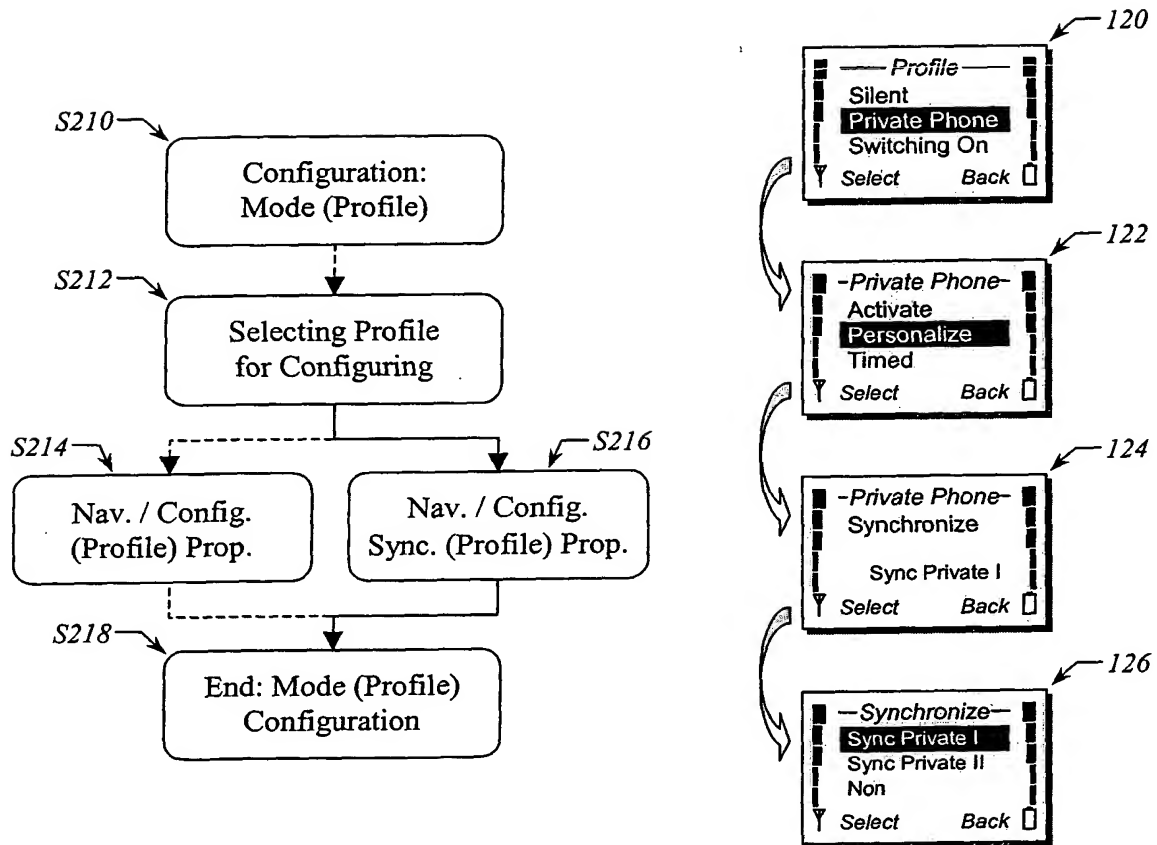 S210
Configuration:
Mode (Profile)
S212
Selecting Profile
for Configuring
S214
Nav. / Config.
(Profile) Prop.
S216
Nav. / Config.
Sync. (Profile) Prop.
S218
End: Mode (Profile)
Configuration
120
Profile
Silent
Private Phone
Switching On
Select Back
122
-Private Phone-
Activate
Personalize
Timed
Select Back
124
-Private Phone-
Synchronize
Sync Private I
Select Back
126
-Synchronize-
Sync Private I
Sync Private II
Non
Select Back